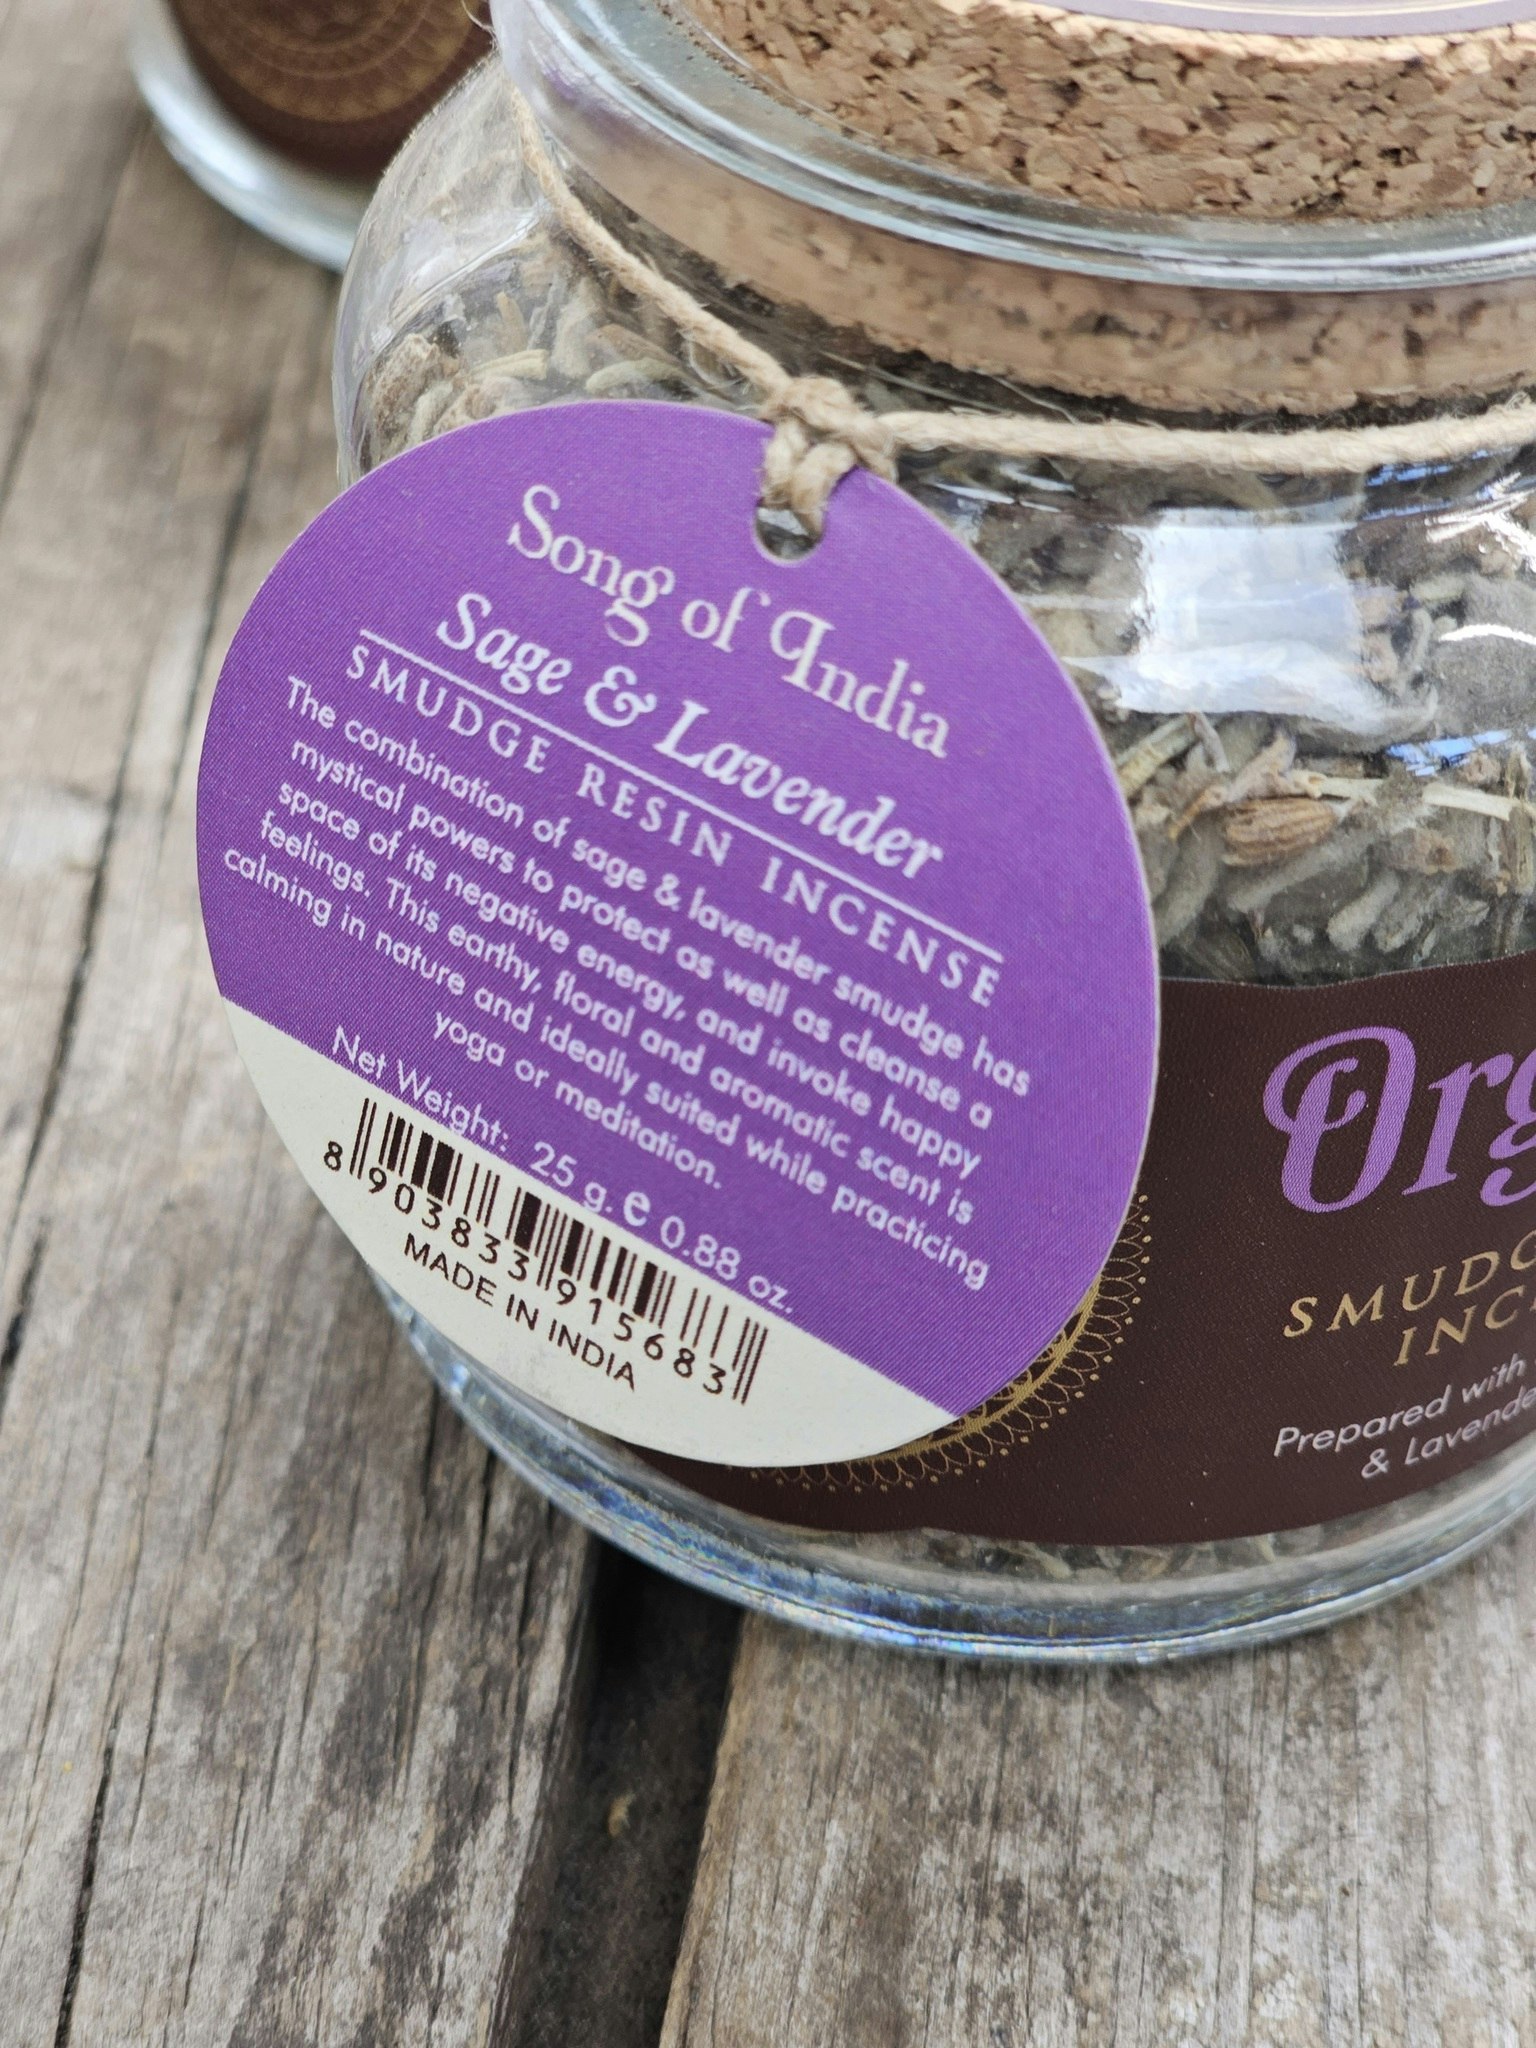 Song of India
Sage & Lavender
SMUDGE RESIN INCENSE
The combination of sage & lavender smudge has
mystical powers to protect as well as cleanse a
space of its negative energy, and invoke happy
feelings. This earthy, floral and aromatic scent is
calming in nature and ideally suited while practicing
yoga or meditation.
Net Weight: 25 g. ℮ 0.88 oz.
8 903833 915683
MADE IN INDIA
Org
SMUDG
INC
Prepared with
& Lavende